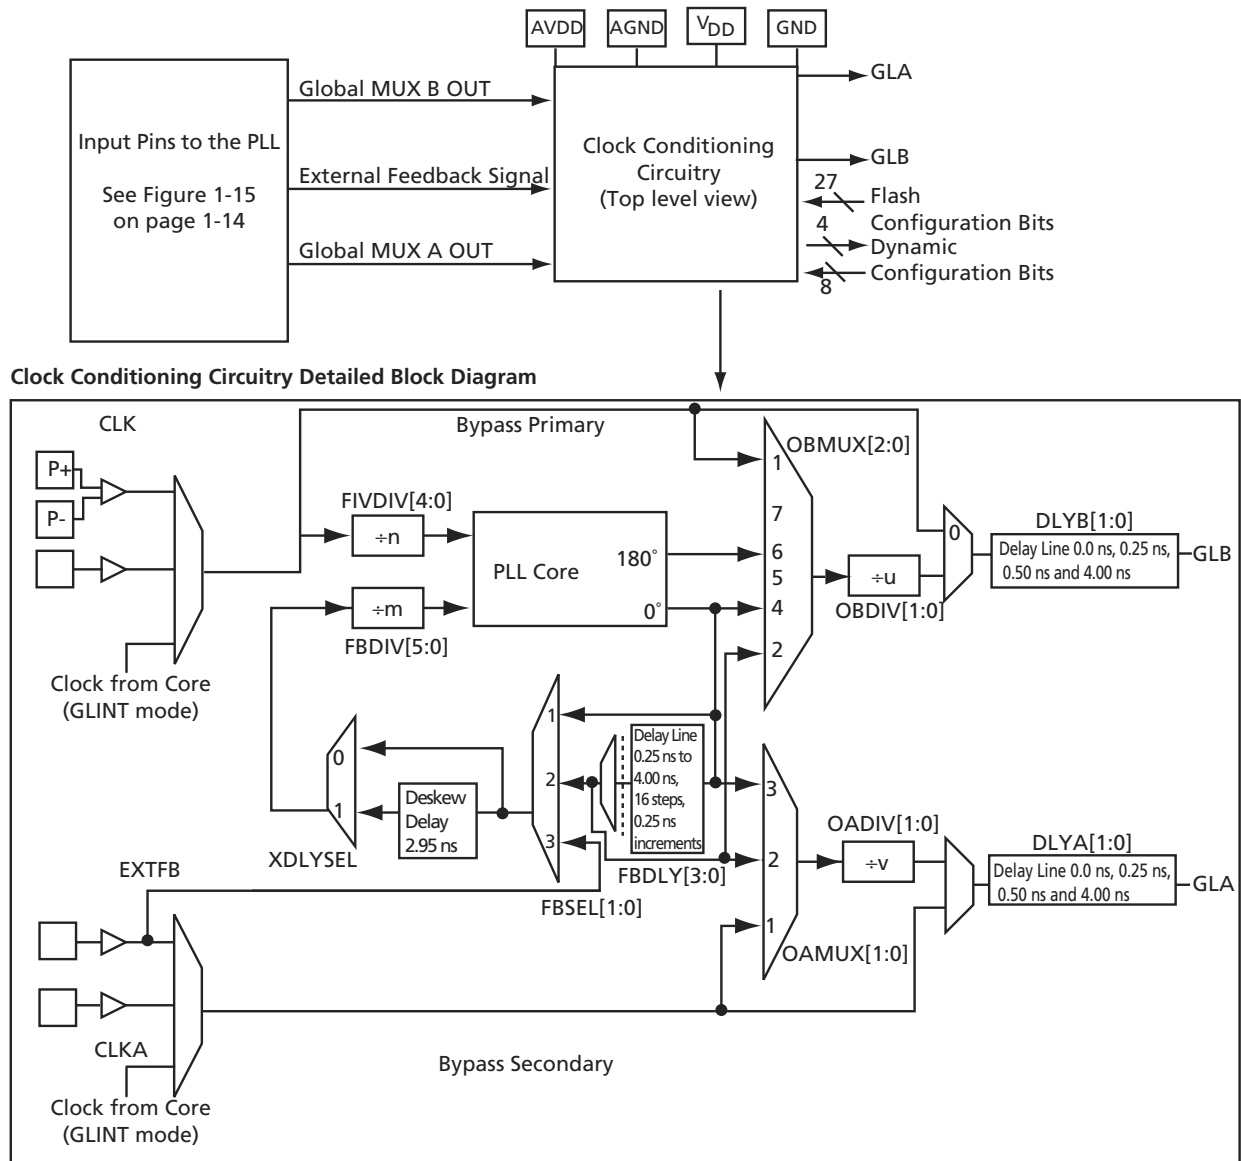 AVDD
AGND
VDD
GND
Input Pins to the PLL
See Figure 1-15
on page 1-14
Global MUX B OUT
External Feedback Signal
Global MUX A OUT
Clock Conditioning
Circuitry
(Top level view)
GLA
GLB
27
Flash
Configuration Bits
4
Dynamic
Configuration Bits
8
Clock Conditioning Circuitry Detailed Block Diagram
CLK
Bypass Primary
P+
P-
Clock from Core
(GLINT mode)
FIVDIV[4:0]
÷n
÷m
FBDIV[5:0]
PLL Core
180°
0°
OBMUX[2:0]
1
7
6
5
4
2
÷u
OBDIV[1:0]
0
DLYB[1:0]
Delay Line 0.0 ns, 0.25 ns,
0.50 ns and 4.00 ns
GLB
0
1
XDLYSEL
Deskew
Delay
2.95 ns
1
2
3
FBSEL[1:0]
Delay Line
0.25 ns to
4.00 ns,
16 steps,
0.25 ns
increments
FBDLY[3:0]
3
2
1
OAMUX[1:0]
OADIV[1:0]
÷v
DLYA[1:0]
Delay Line 0.0 ns, 0.25 ns,
0.50 ns and 4.00 ns
GLA
EXTFB
CLKA
Clock from Core
(GLINT mode)
Bypass Secondary